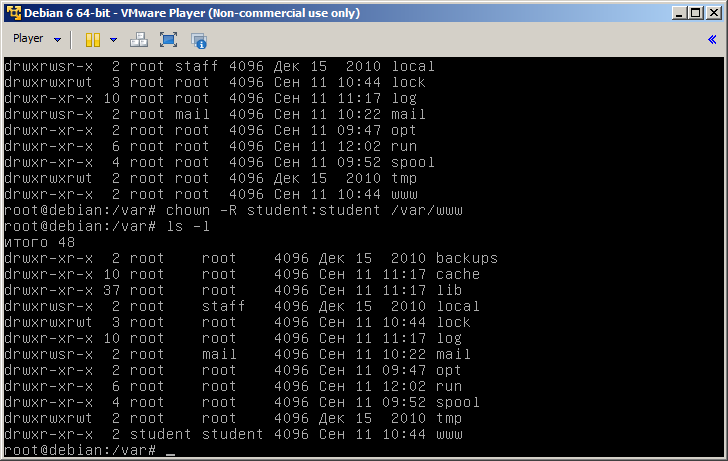 Debian 6 64-bit - VMware Player (Non-commercial use only)
Player
drwxrwsr-x  2 root staff 4096 Дек 15  2010 local
drwxrwxrwt  3 root root  4096 Сен 11 10:44 lock
drwxr-xr-x 10 root root  4096 Сен 11 11:17 log
drwxrwsr-x  2 root mail  4096 Сен 11 10:22 mail
drwxr-xr-x  2 root root  4096 Сен 11 09:47 opt
drwxr-xr-x  6 root root  4096 Сен 11 12:02 run
drwxr-xr-x  4 root root  4096 Сен 11 09:52 spool
drwxrwxrwt  2 root root  4096 Дек 15  2010 tmp
drwxr-xr-x  2 root root  4096 Сен 11 10:44 www
root@debian:/var# chown -R student:student /var/www
root@debian:/var# ls -l
итого 48
drwxr-xr-x  2 root    root    4096 Дек 15  2010 backups
drwxr-xr-x 10 root    root    4096 Сен 11 11:17 cache
drwxr-xr-x 37 root    root    4096 Сен 11 11:17 lib
drwxrwsr-x  2 root    staff   4096 Дек 15  2010 local
drwxrwxrwt  3 root    root    4096 Сен 11 10:44 lock
drwxr-xr-x 10 root    root    4096 Сен 11 11:17 log
drwxrwsr-x  2 root    mail    4096 Сен 11 10:22 mail
drwxr-xr-x  2 root    root    4096 Сен 11 09:47 opt
drwxr-xr-x  6 root    root    4096 Сен 11 12:02 run
drwxr-xr-x  4 root    root    4096 Сен 11 09:52 spool
drwxrwxrwt  2 root    root    4096 Дек 15  2010 tmp
drwxr-xr-x  2 student student 4096 Сен 11 10:44 www
root@debian:/var# _